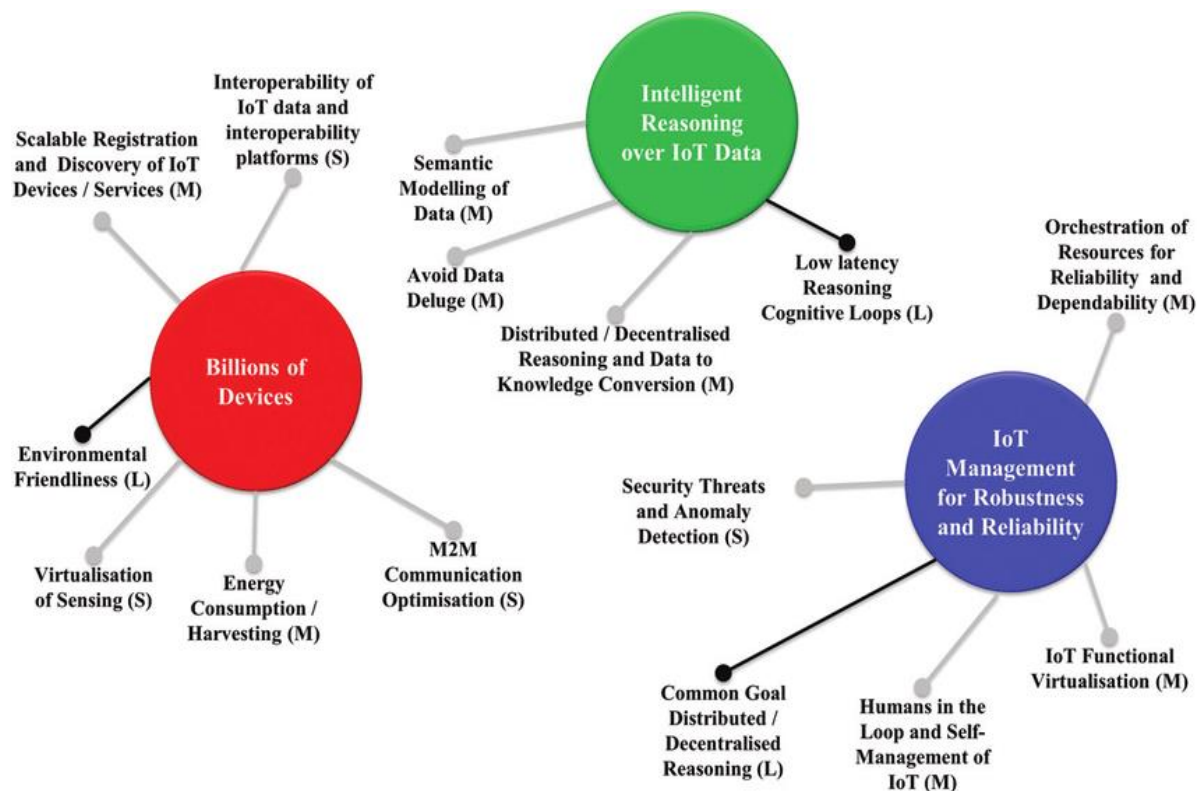 Interoperability of
IoT data and
interoperability
platforms (S)
Scalable Registration
and Discovery of IoT
Devices / Services (M)
Billions of
Devices
Environmental
Friendliness (L)
Virtualisation
of Sensing (S)
Energy
Consumption /
Harvesting (M)
M2M
Communication
Optimisation (S)
Intelligent
Reasoning
over IoT Data
Semantic
Modelling of
Data (M)
Avoid Data
Deluge (M)
Distributed / Decentralised
Reasoning and Data to
Knowledge Conversion (M)
Low latency
Reasoning
Cognitive Loops (L)
Orchestration of
Resources for
Reliability and
Dependability (M)
IoT
Management
for Robustness
and Reliability
Security Threats
and Anomaly
Detection (S)
Common Goal
Distributed /
Decentralised
Reasoning (L)
Humans in the
Loop and Self-
Management of
IoT (M)
IoT Functional
Virtualisation (M)